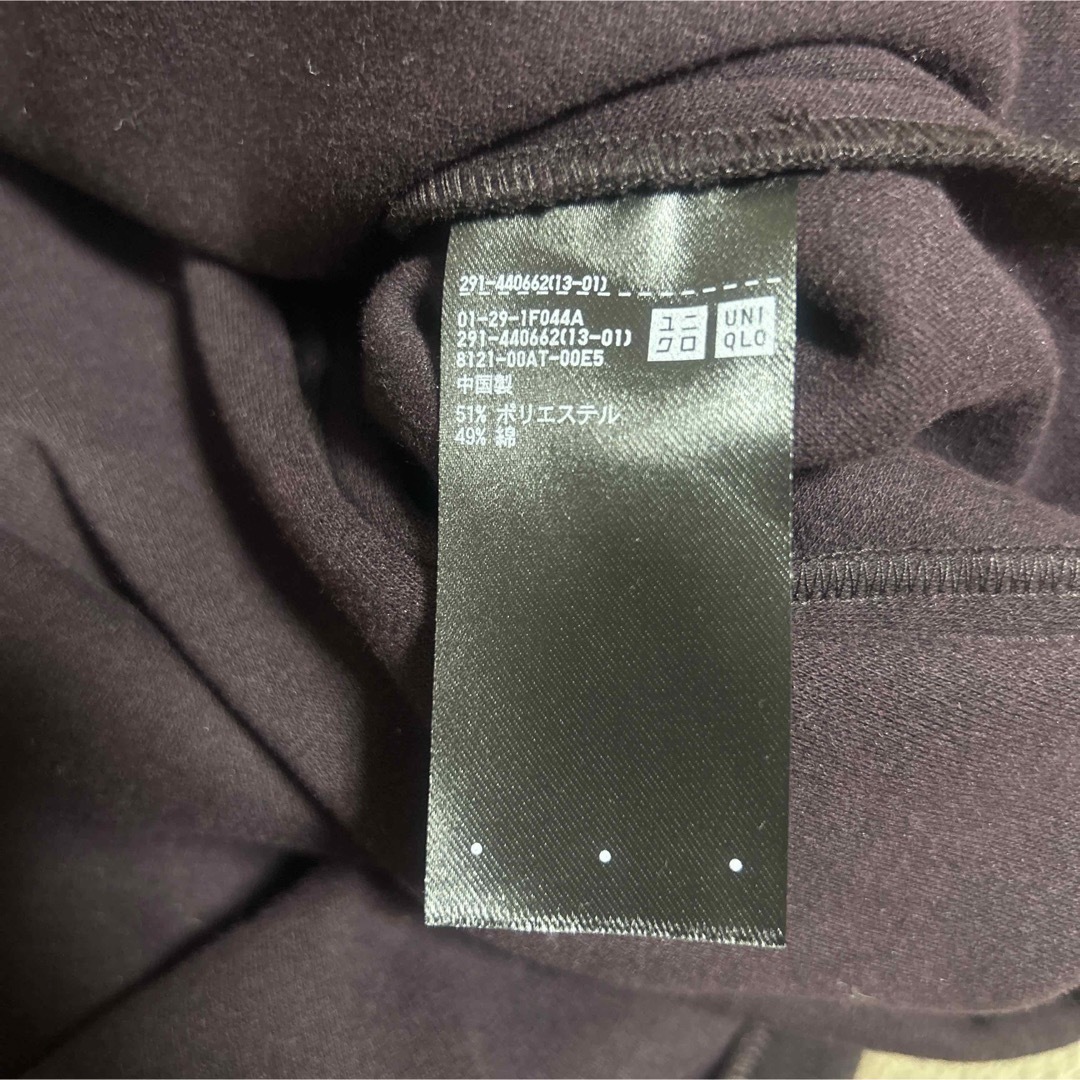 291-440662(13-01)
01-29-1F044A
291-440662(13-01)
8121-00AT-00E5
中国製
51% ポリエステル
49% 綿
ユニ
クロ
UNI
QLO